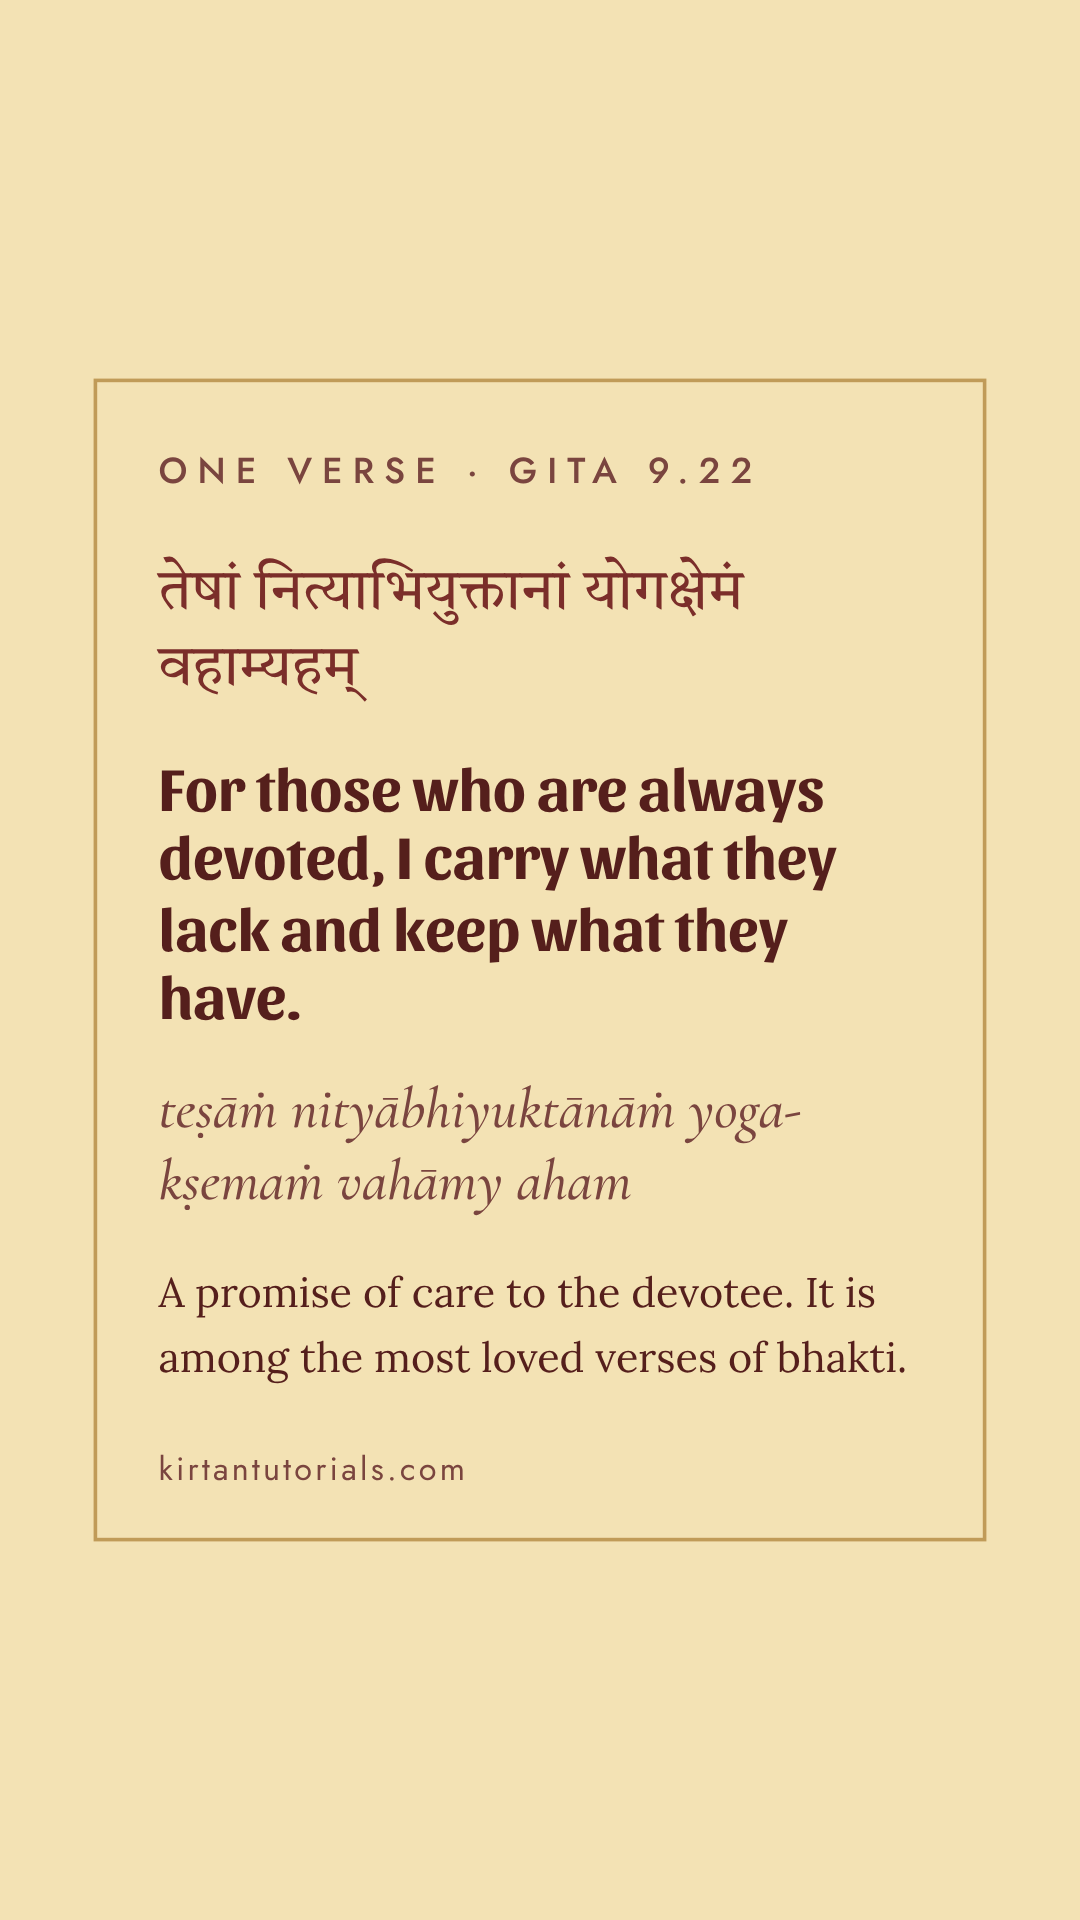 ONE VERSE · GITA 9.22
तेषां नित्याभियुक्तानां योगक्षेमं
वहाम्यहम्
For those who are always
devoted, I carry what they
lack and keep what they
have.
teṣāṁ nityābhiyuktānāṁ yoga-
kṣemaṁ vahāmy aham
A promise of care to the devotee. It is
among the most loved verses of bhakti.
kirtantutorials.com